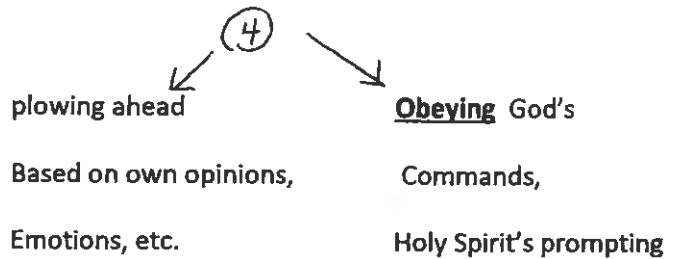 4
plowing ahead
Based on own opinions,
Emotions, etc.
Obeying God's
Commands,
Holy Spirit's prompting